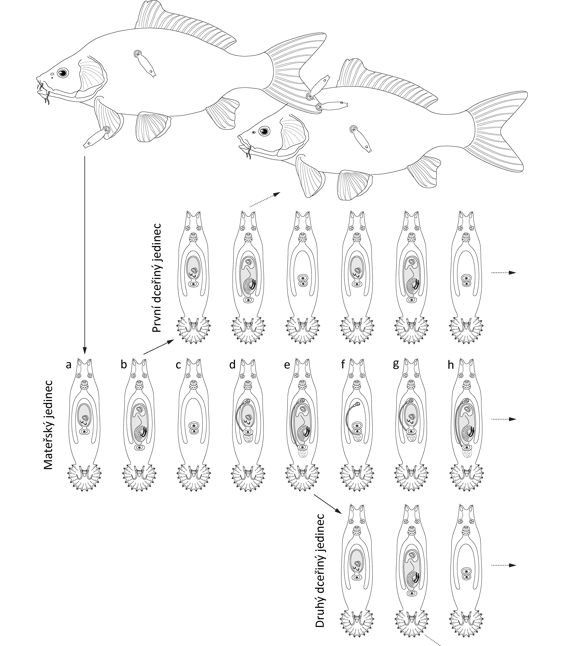 První dceřiný jedinec
a b c d e f g h
Mateřský jedinec
Druhý dceřiný jedinec